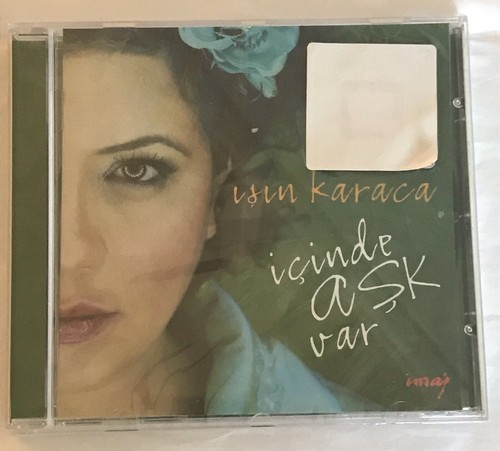 ışın karaca
içinde
aşk
var
imaj